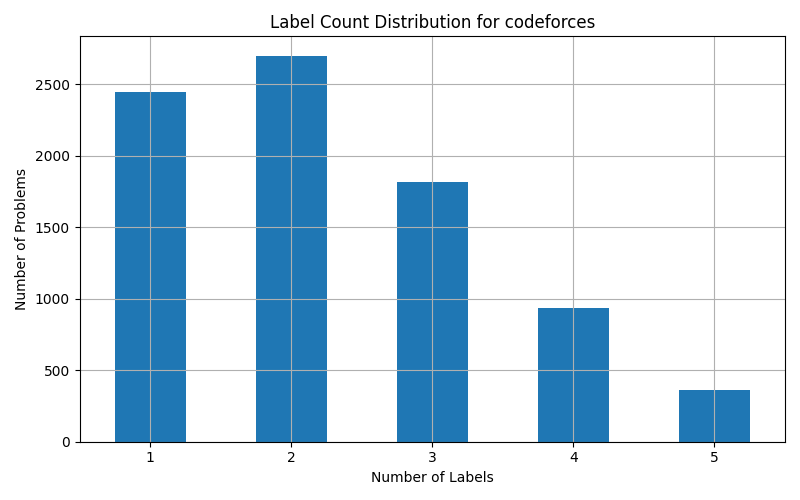 Label Count Distribution for codeforces
Number of Problems
2500
2000
1500
1000
500
0
1 2 3 4 5
Number of Labels